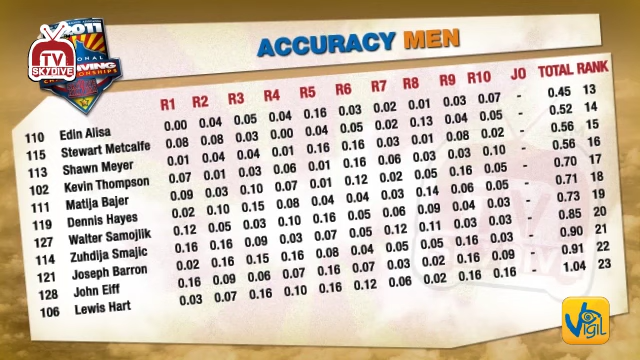 2011
TV
SKYDIVE
ACCURACY MEN
R1 R2 R3 R4 R5 R6 R7 R8 R9 R10 JO TOTAL RANK
110 Edin Alisa 0.00 0.04 0.05 0.04 0.16 0.03 0.02 0.01 0.03 0.07 - 0.45 13
115 Stewart Metcalfe 0.08 0.08 0.03 0.00 0.04 0.05 0.02 0.13 0.04 0.05 - 0.52 14
113 Shawn Meyer 0.01 0.04 0.04 0.01 0.16 0.16 0.03 0.01 0.08 0.02 - 0.56 15
102 Kevin Thompson 0.07 0.01 0.03 0.06 0.01 0.16 0.06 0.03 0.03 0.10 - 0.56 16
111 Matija Bajer 0.09 0.03 0.10 0.07 0.01 0.12 0.02 0.05 0.16 0.05 - 0.70 17
119 Dennis Hayes 0.02 0.10 0.15 0.08 0.04 0.04 0.03 0.14 0.06 0.05 - 0.71 18
127 Walter Samojlik 0.12 0.05 0.03 0.10 0.16 0.05 0.06 0.09 0.04 0.03 - 0.73 19
114 Zuhdija Smajic 0.16 0.16 0.09 0.03 0.07 0.05 0.12 0.11 0.03 0.03 - 0.85 20
121 Joseph Barron 0.02 0.16 0.15 0.16 0.08 0.04 0.05 0.05 0.16 0.03 - 0.90 21
128 John Eiff 0.16 0.09 0.06 0.07 0.16 0.07 0.03 0.02 0.16 0.09 - 0.91 22
106 Lewis Hart 0.03 0.07 0.16 0.10 0.16 0.12 0.06 0.02 0.16 0.16 - 1.04 23
Vigil